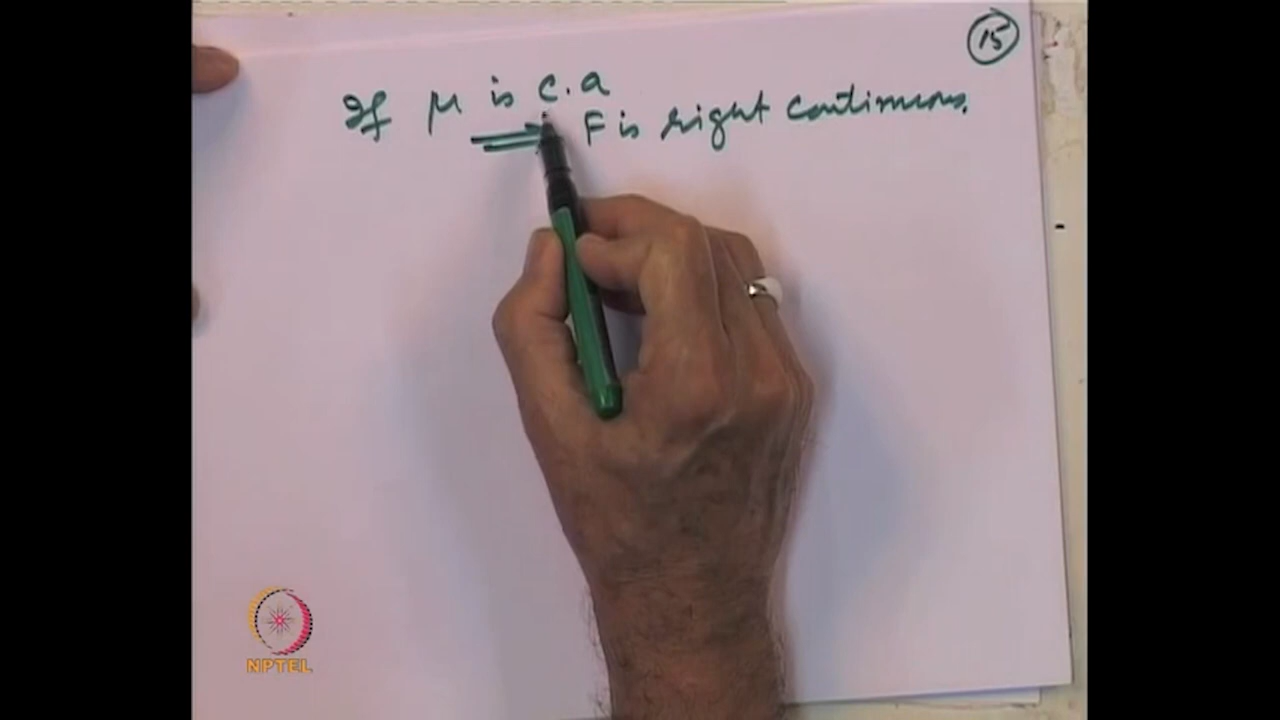 15
If μ is c.a
⟹ F is right continuous.
NPTEL